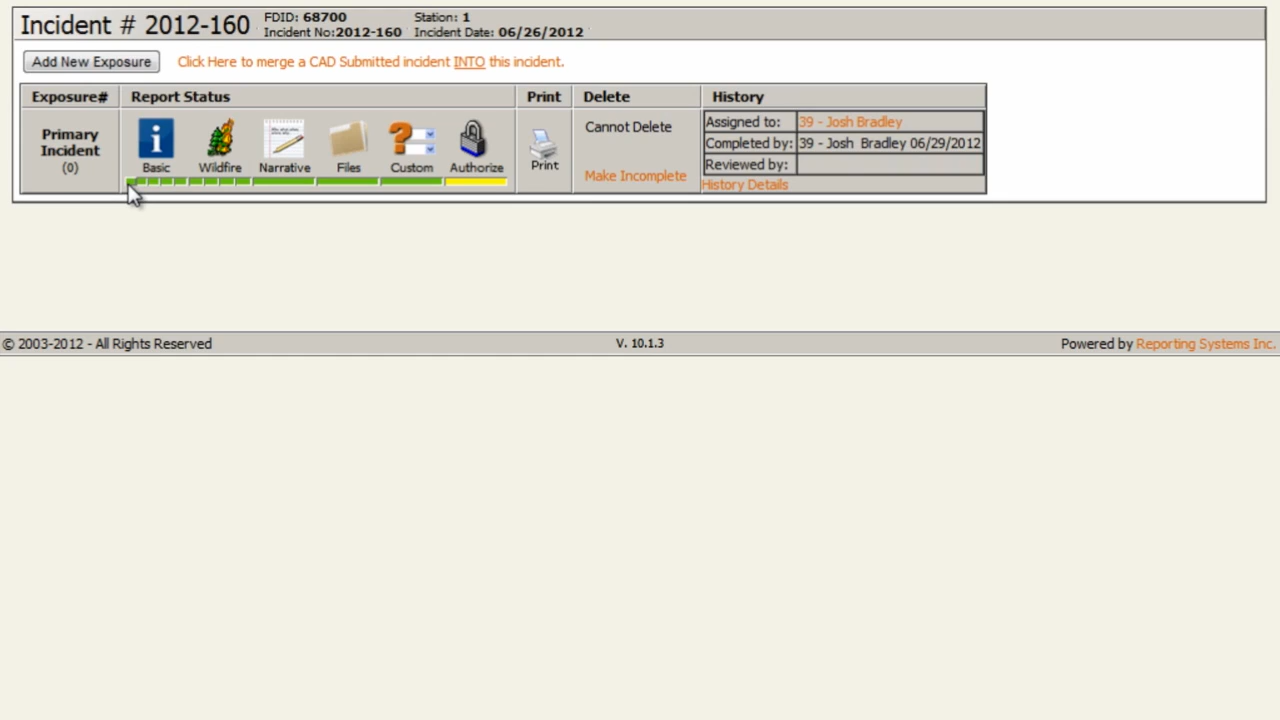 Incident # 2012-160 FDID: 68700 Station: 1
Incident No:2012-160 Incident Date: 06/26/2012
Add New Exposure Click Here to merge a CAD Submitted incident INTO this incident.
Exposure# Report Status Print Delete History
Primary Incident (0)
Basic Wildfire Narrative Files Custom Authorize
Print
Cannot Delete
Make Incomplete
Assigned to: 39 - Josh Bradley
Completed by: 39 - Josh Bradley 06/29/2012
Reviewed by:
History Details
© 2003-2012 - All Rights Reserved V. 10.1.3 Powered by Reporting Systems Inc.